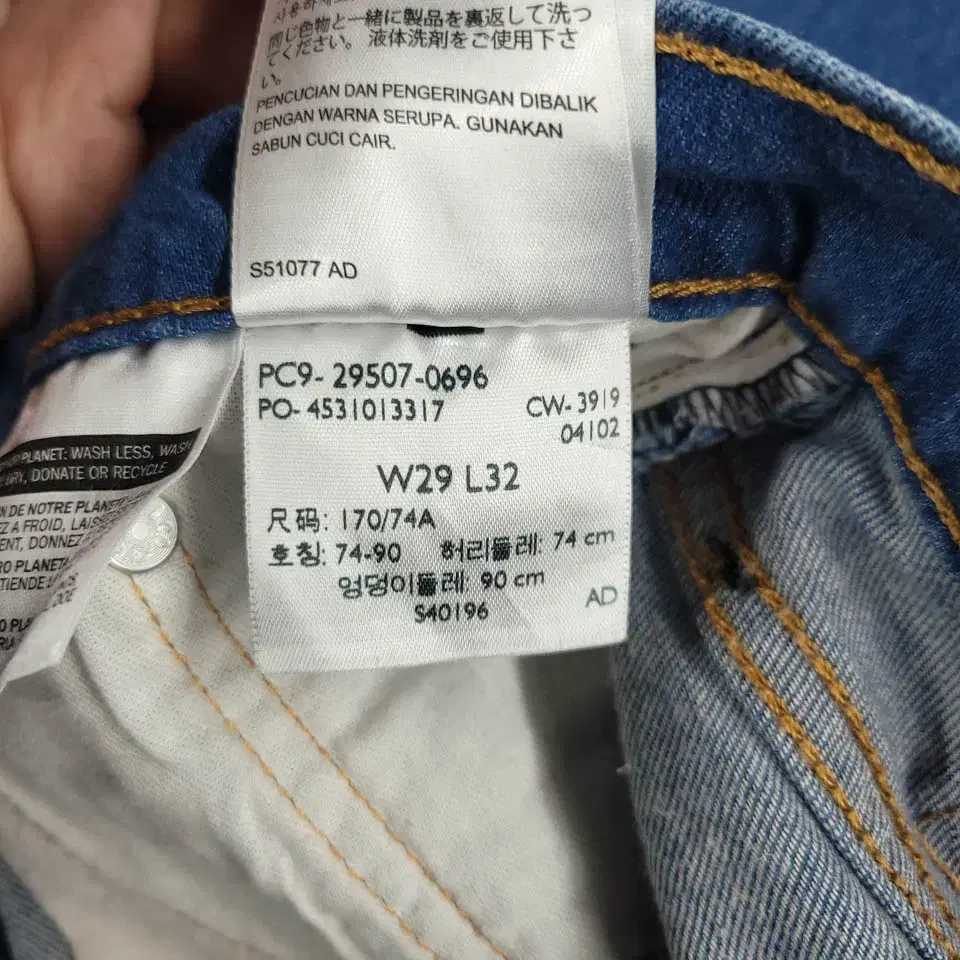 同じ色物と一緒に製品を裏返して洗っ
てください。液体洗剤をご使用下さ
い。
PENCUCIAN DAN PENGERINGAN DIBALIK
DENGAN WARNA SERUPA. GUNAKAN
SABUN CUCI CAIR.
S51077 AD
PC9- 29507-0696
PO- 4531013317
CW- 3919
04102
W29 L32
尺码: 170/74A
호칭: 74-90 허리둘레: 74 cm
엉덩이둘레: 90 cm
S40196
AD
PLANET: WASH LESS, WASH
DRY, DONATE OR RECYCLE
DE NOTRE PLANET
A FROID,
DONNEZ